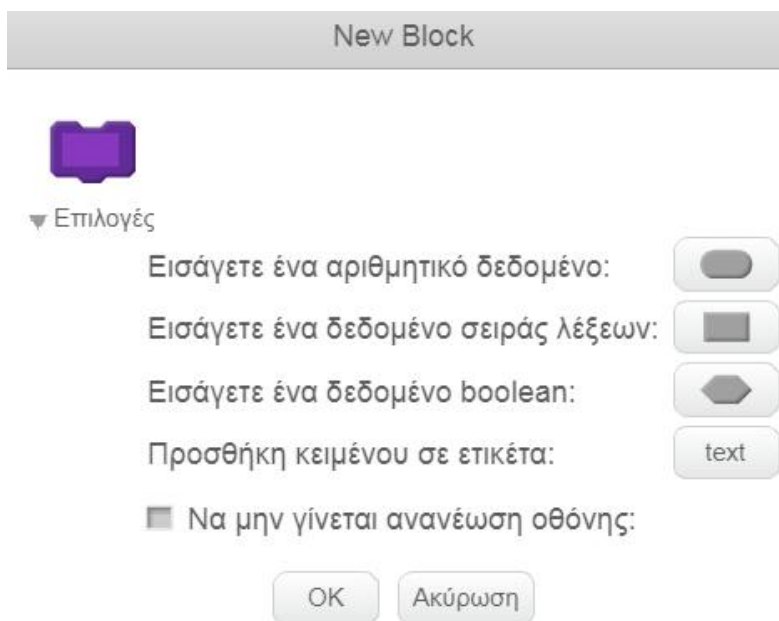 New Block
Επιλογές
Εισάγετε ένα αριθμητικό δεδομένο:
Εισάγετε ένα δεδομένο σειράς λέξεων:
Εισάγετε ένα δεδομένο boolean:
Προσθήκη κειμένου σε ετικέτα: text
Να μην γίνεται ανανέωση οθόνης:
OK Ακύρωση